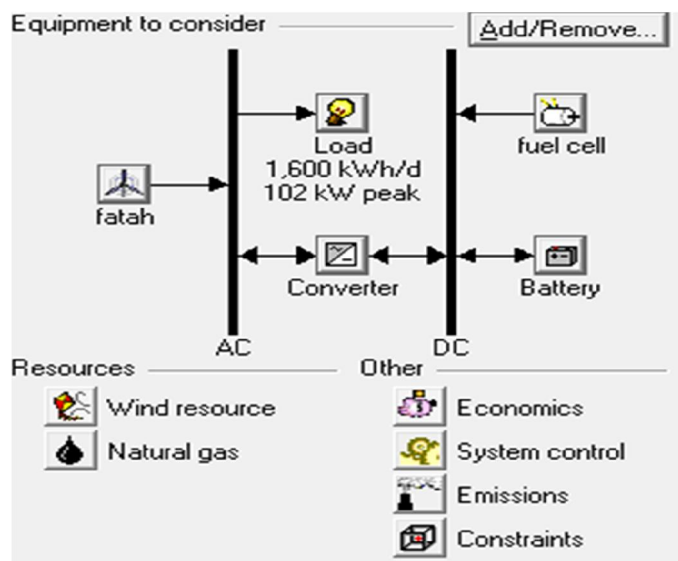 Equipment to consider
Add/Remove...
Load
1,600 kWh/d
102 kW peak
fuel cell
fatah
Converter
Battery
AC
DC
Resources
Other
Wind resource
Economics
Natural gas
System control
Emissions
Constraints